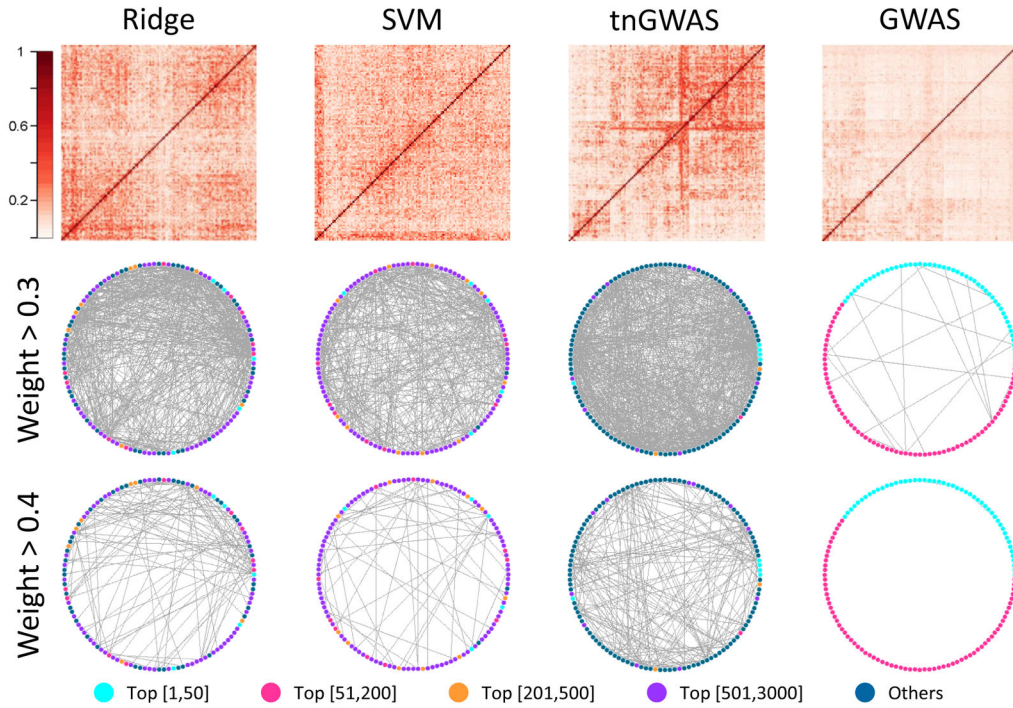 Ridge SVM tnGWAS GWAS
1
0.6
0.2
Weight > 0.3
Weight > 0.4
Top [1,50] Top [51,200] Top [201,500] Top [501,3000] Others